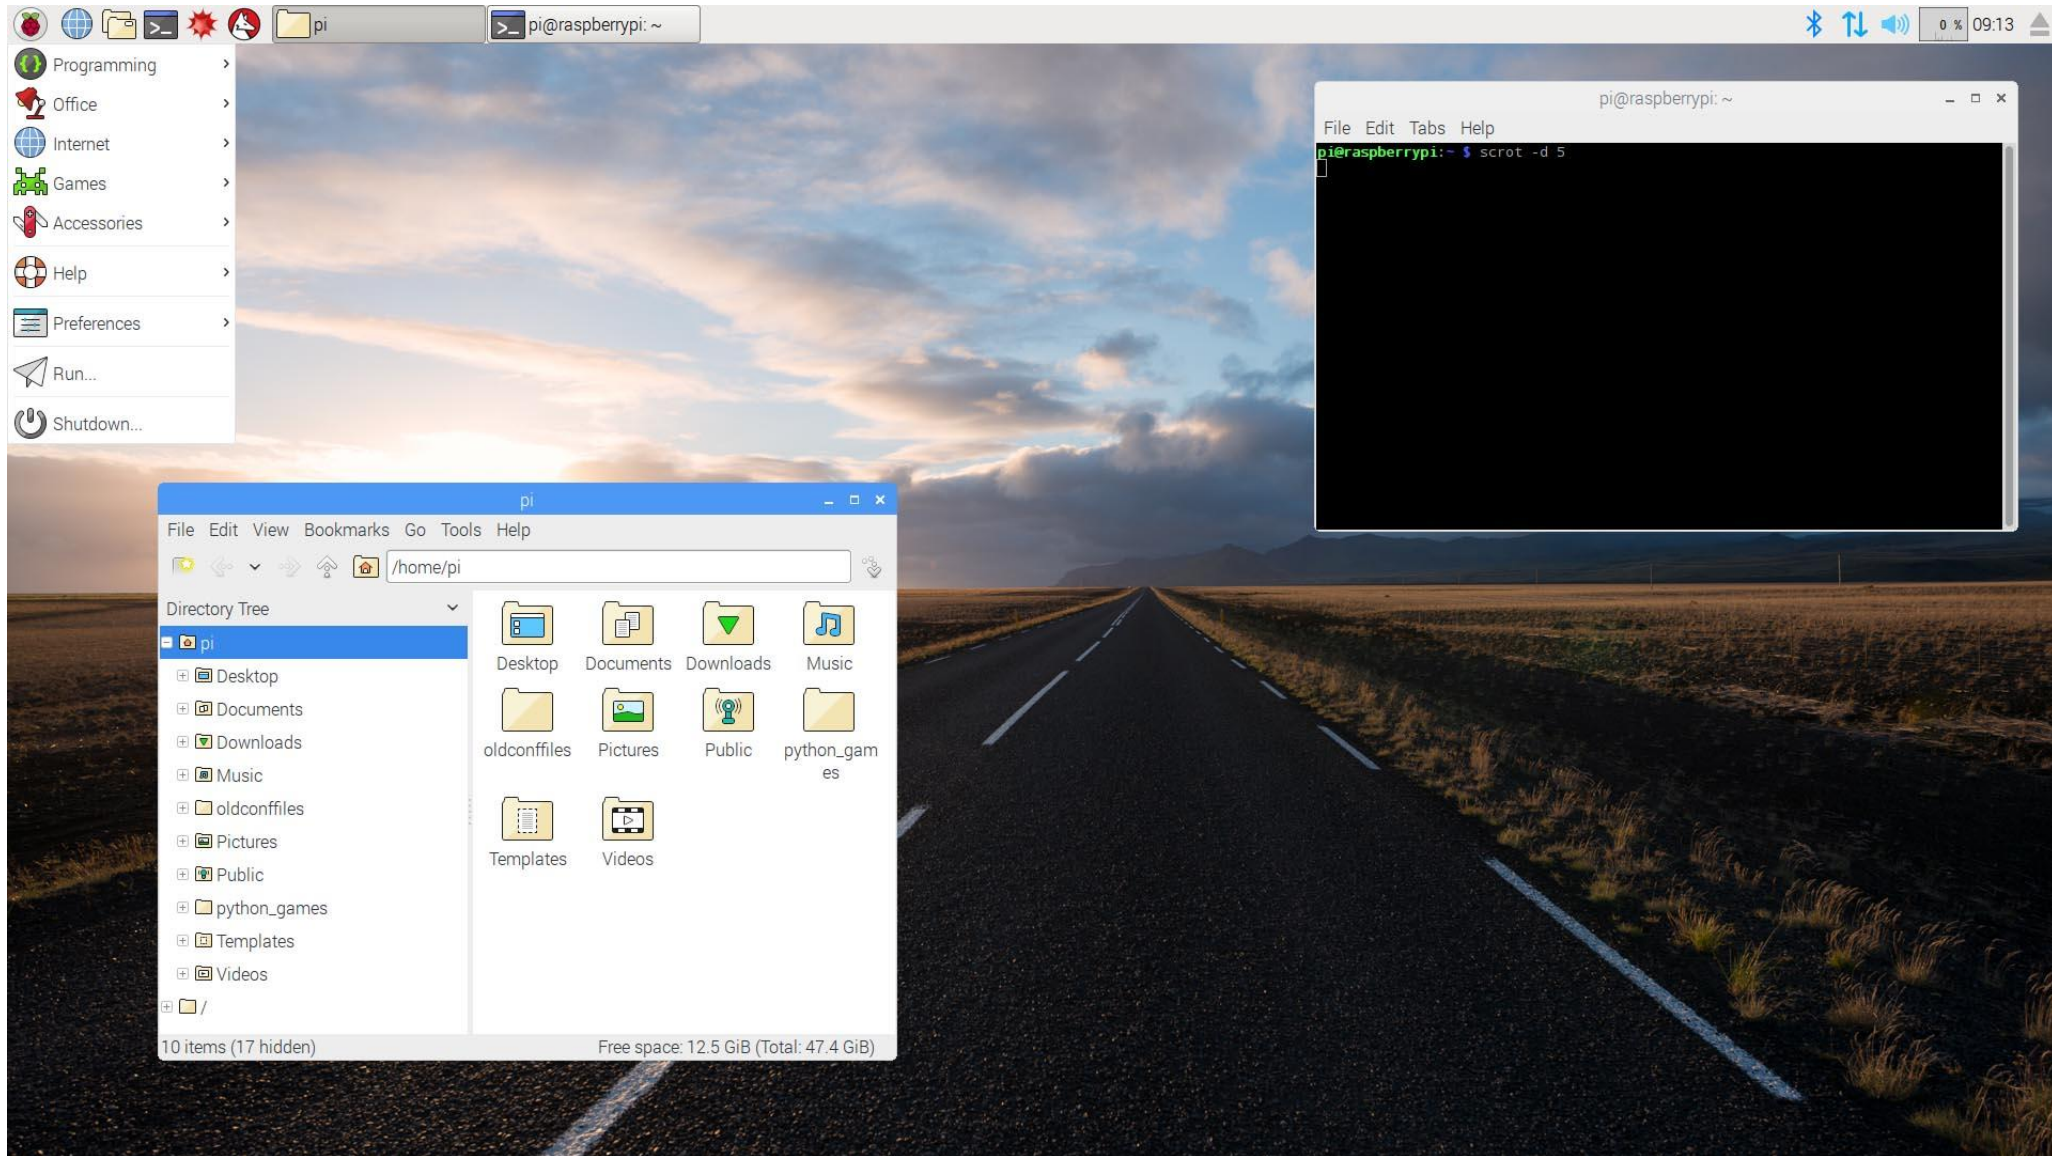 pi
pi@raspberrypi: ~
0 %
09:13
Programming
Office
Internet
Games
Accessories
Help
Preferences
Run...
Shutdown...
pi@raspberrypi: ~
File Edit Tabs Help
pi@raspberrypi:~ $ scrot -d 5
pi
File Edit View Bookmarks Go Tools Help
/home/pi
Directory Tree
pi
Desktop
Documents
Downloads
Music
oldconffiles
Pictures
Public
python_games
Templates
Videos
/
Desktop Documents Downloads Music
oldconffiles Pictures Public python_gam
es
Templates Videos
10 items (17 hidden)
Free space: 12.5 GiB (Total: 47.4 GiB)